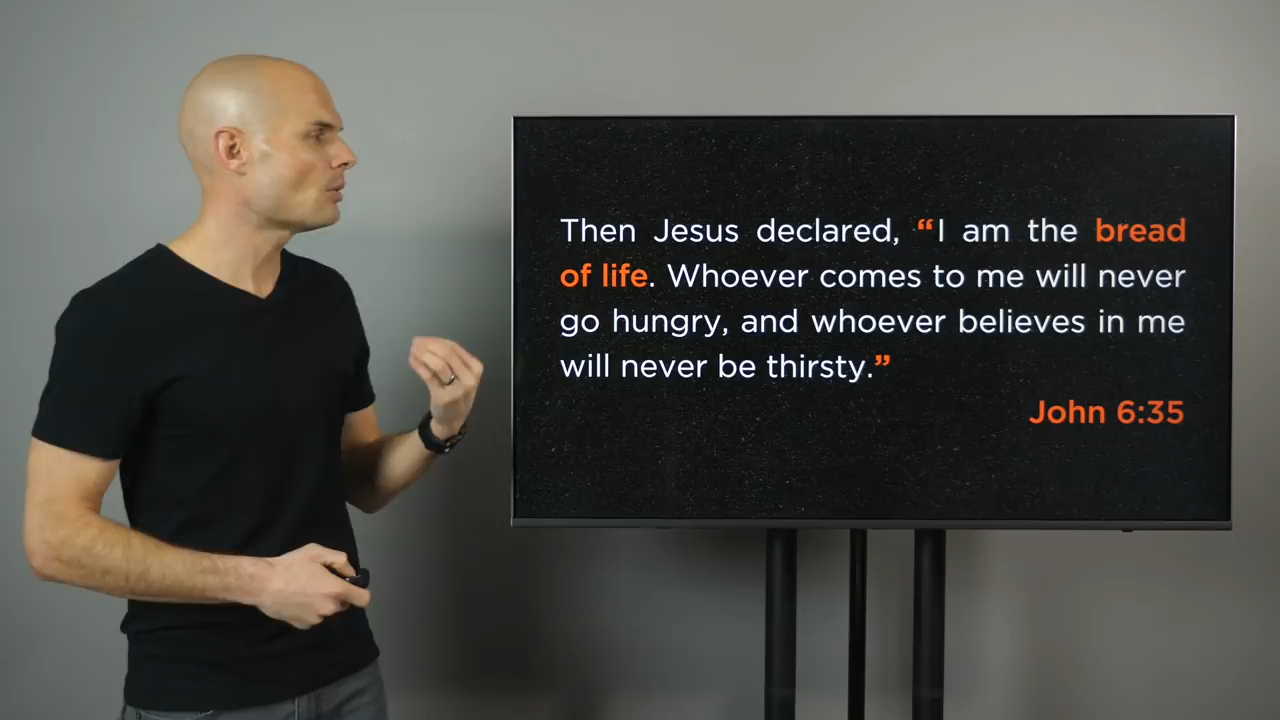 Then Jesus declared, “I am the bread
of life. Whoever comes to me will never
go hungry, and whoever believes in me
will never be thirsty.”
John 6:35